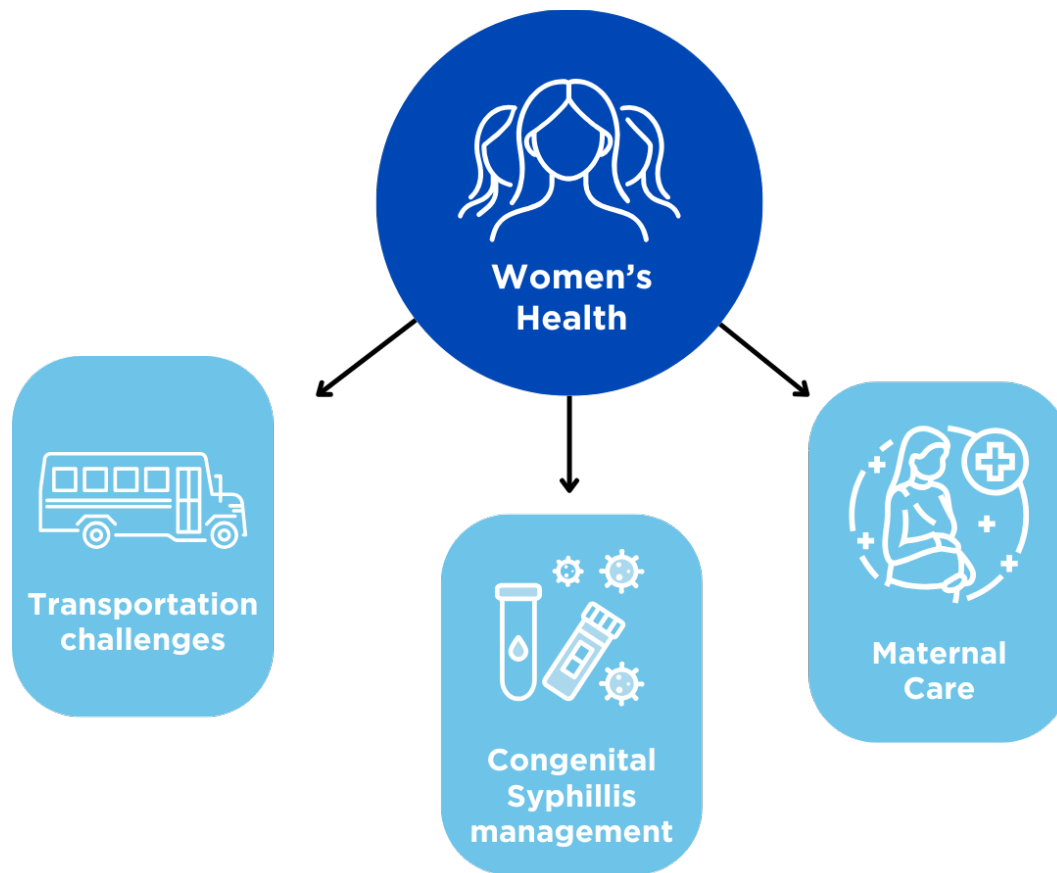 Women’s
Health
Transportation
challenges
Congenital
Syphillis
management
Maternal
Care